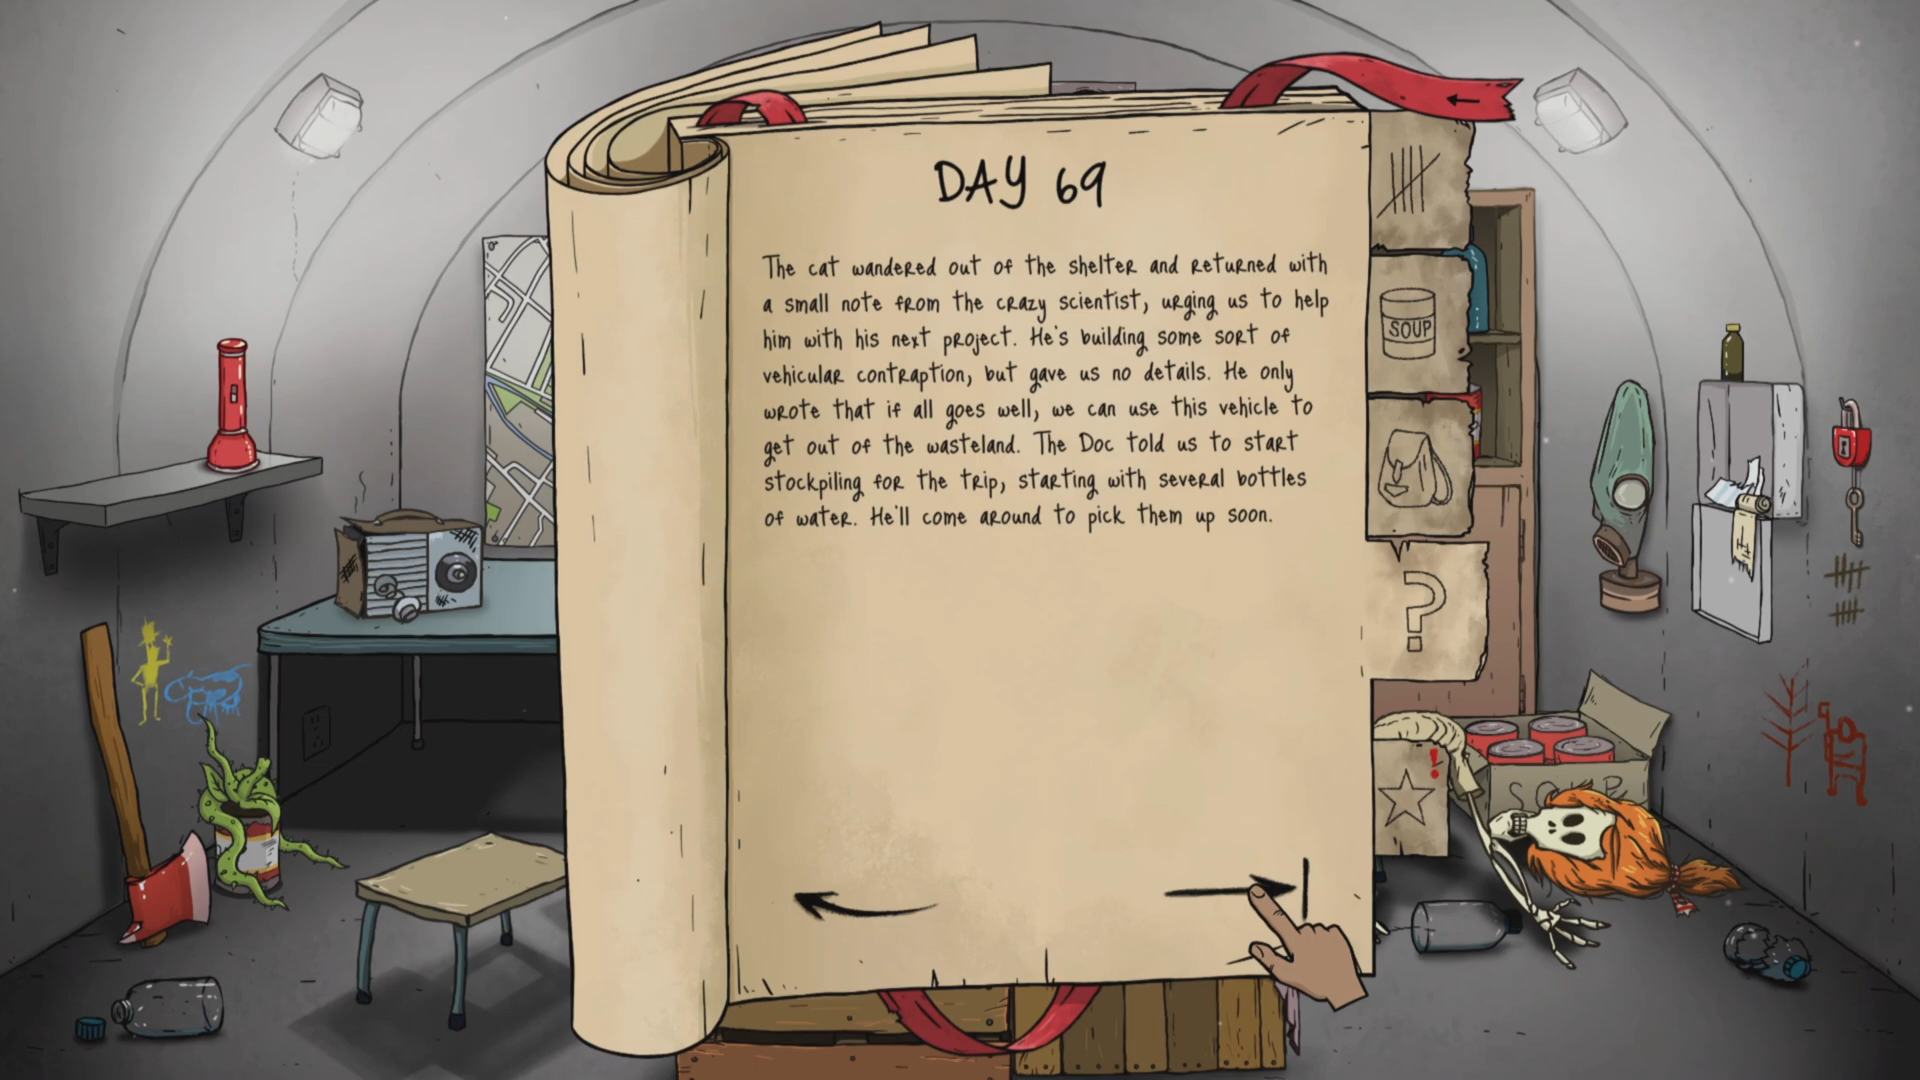 DAY 69
The cat wandered out of the shelter and returned with
a small note from the crazy scientist, urging us to help
him with his next project. He's building some sort of
vehicular contraption, but gave us no details. He only
wrote that if all goes well, we can use this vehicle to
get out of the wasteland. The Doc told us to start
stockpiling for the trip, starting with several bottles
of water. He'll come around to pick them up soon.
SOUP
?
!